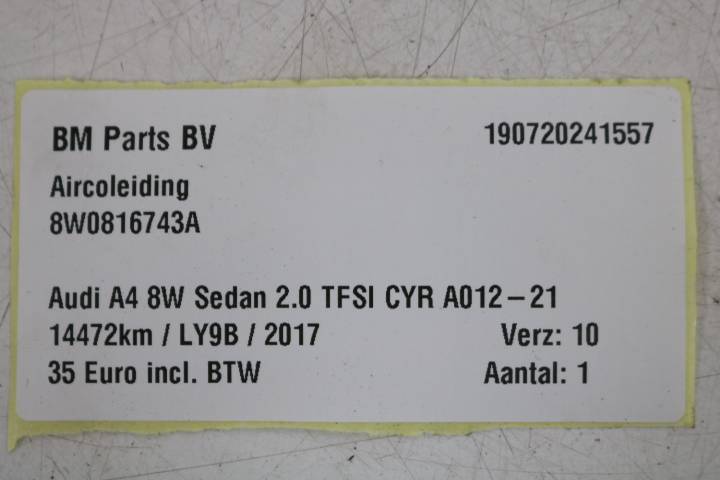 BM Parts BV 190720241557
Aircoleiding
8W0816743A
Audi A4 8W Sedan 2.0 TFSI CYR A012-21
14472km / LY9B / 2017 Verz: 10
35 Euro incl. BTW Aantal: 1